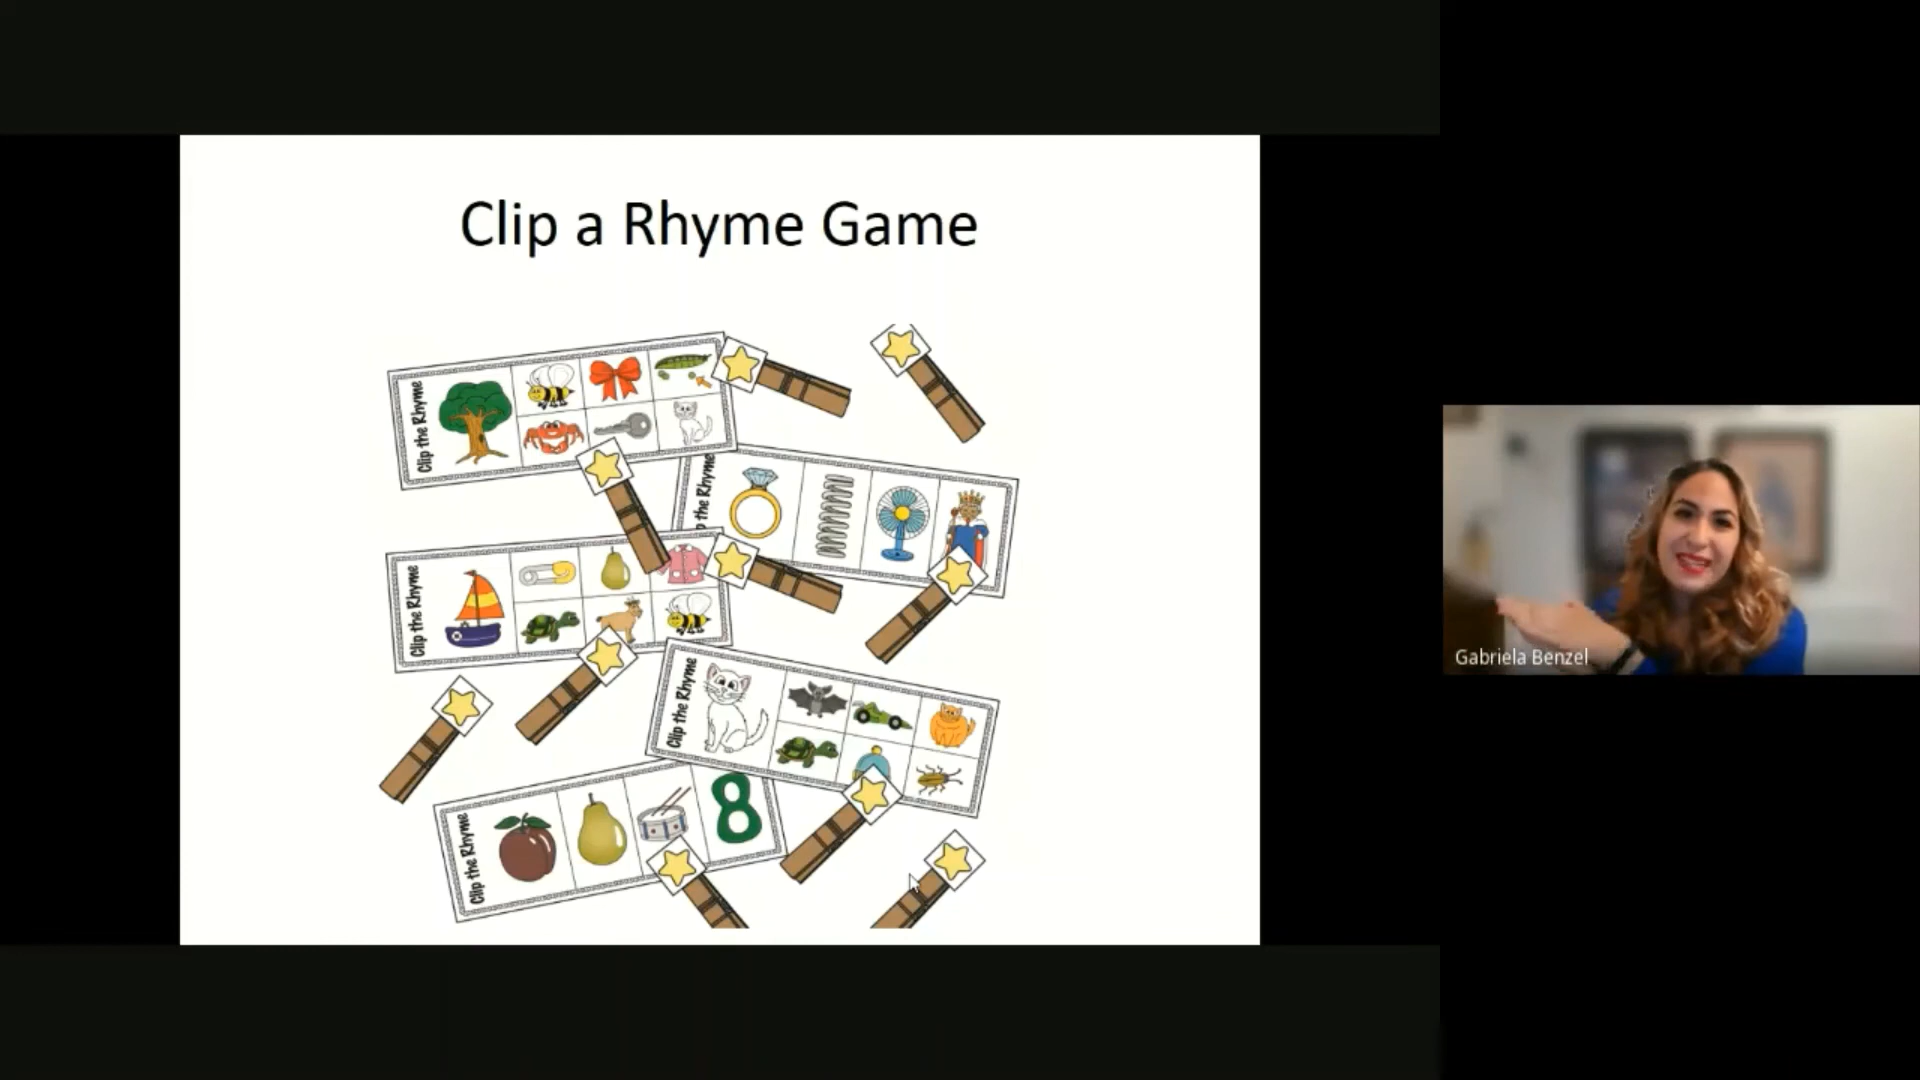 Clip a Rhyme Game
Clip the Rhyme
p the Rhyme
Clip the Rhyme
Clip the Rhyme
Clip the Rhyme
8
Gabriela Benzel